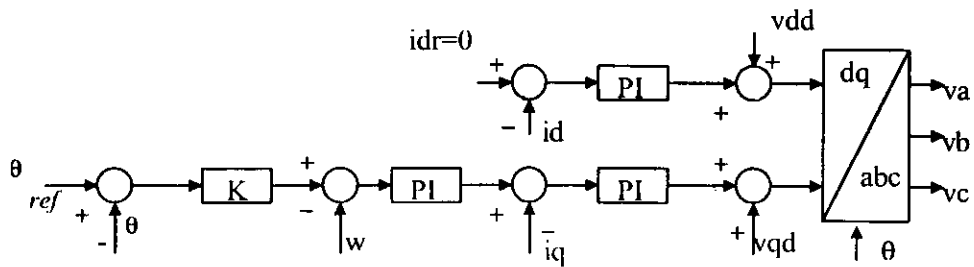 idr=0
vdd
+
+
PI
dq
va
−
id
+
vb
θ
ref
+
−
θ
K
+
−
w
PI
+
−
iq
PI
+
+
vqd
abc
vc
θ